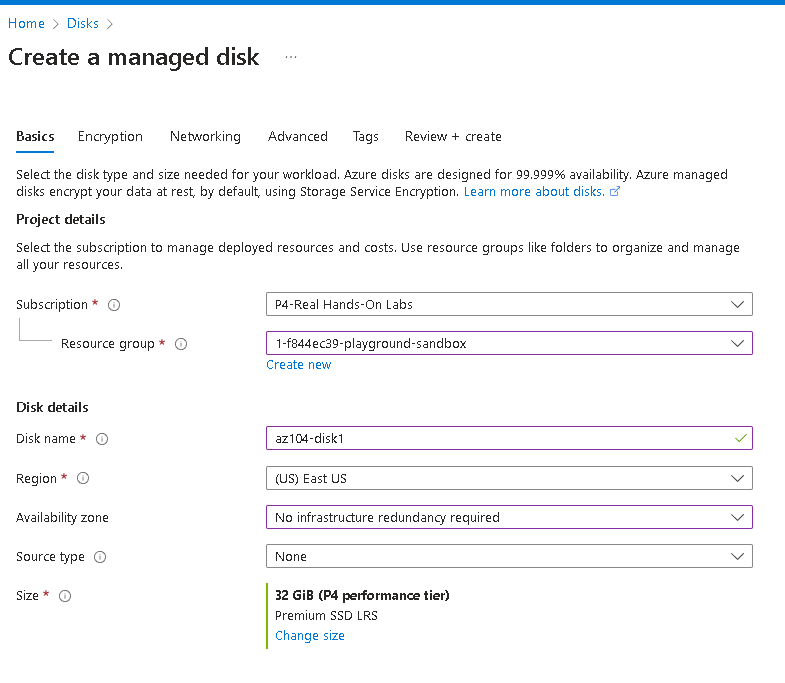 Home > Disks >
Create a managed disk ...
Basics Encryption Networking Advanced Tags Review + create
Select the disk type and size needed for your workload. Azure disks are designed for 99.999% availability. Azure managed
disks encrypt your data at rest, by default, using Storage Service Encryption. Learn more about disks.
Project details
Select the subscription to manage deployed resources and costs. Use resource groups like folders to organize and manage
all your resources.
Subscription * P4-Real Hands-On Labs
Resource group * 1-f844ec39-playground-sandbox
Create new
Disk details
Disk name * az104-disk1
Region * (US) East US
Availability zone No infrastructure redundancy required
Source type None
Size * 32 GiB (P4 performance tier)
Premium SSD LRS
Change size